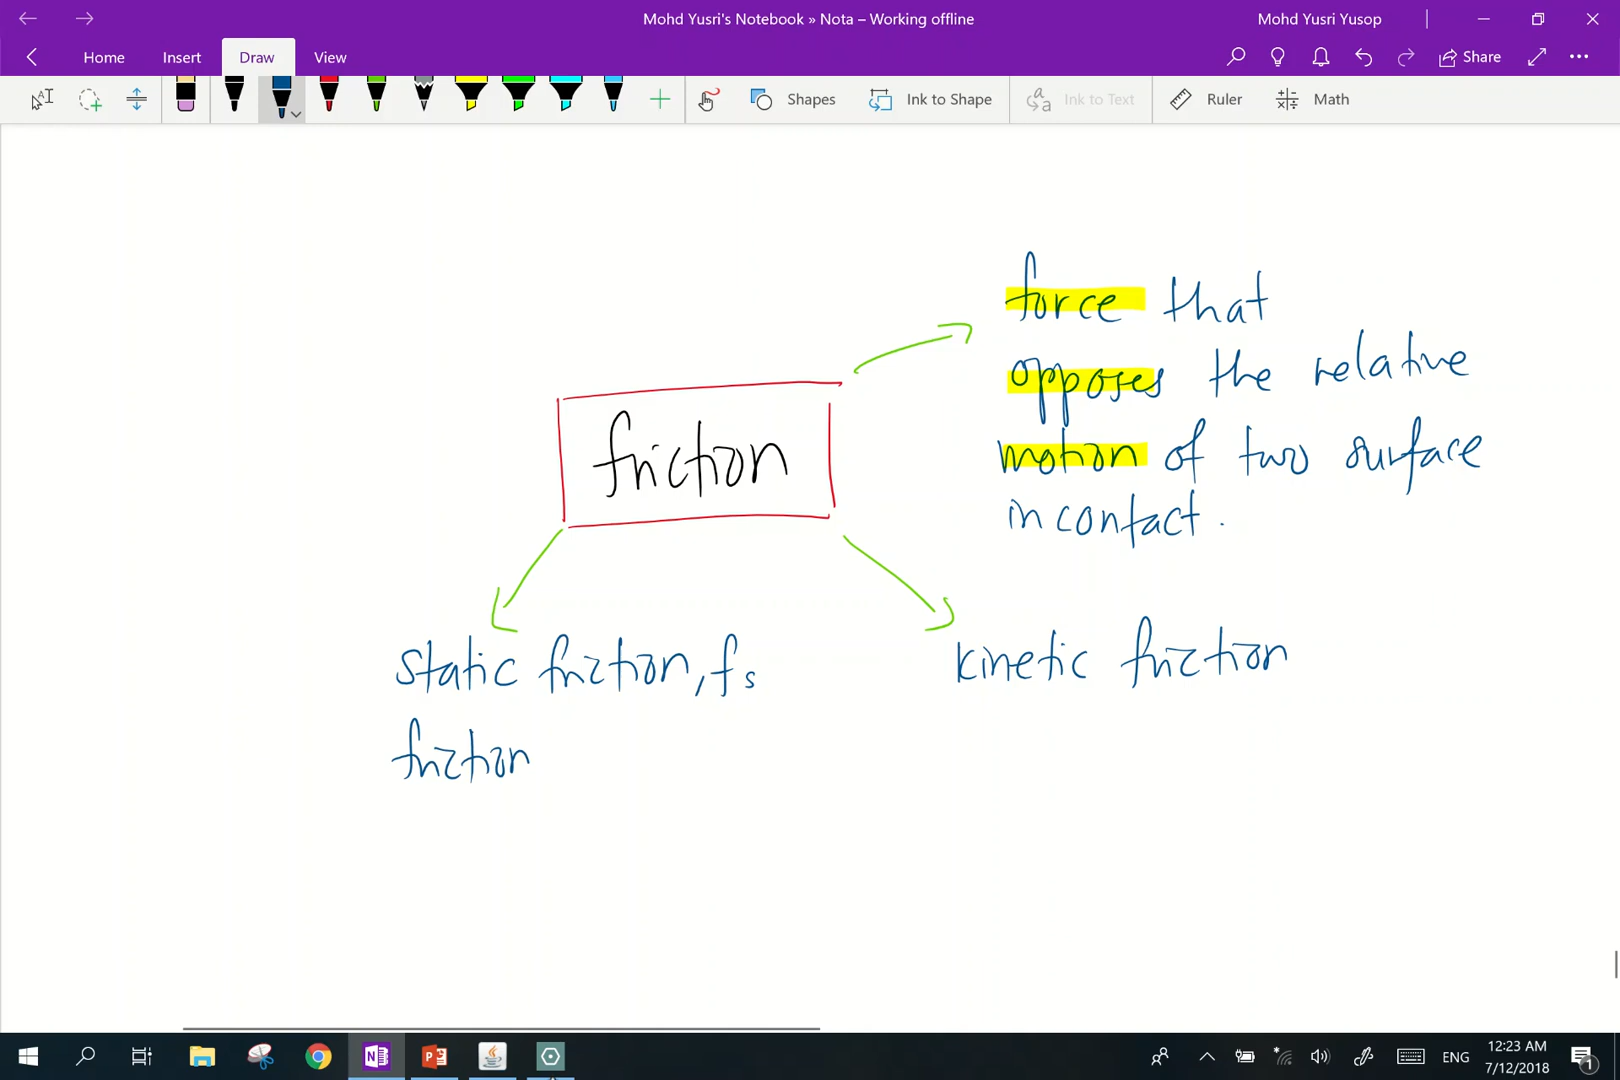 Mohd Yusri's Notebook » Nota – Working offline
Mohd Yusri Yusop
Home Insert Draw View
Share
Shapes Ink to Shape Ink to Text Ruler Math
force that
opposes the relative
motion of two surface
in contact.
friction
static friction, fs
friction
kinetic friction
ENG
12:23 AM
7/12/2018
1